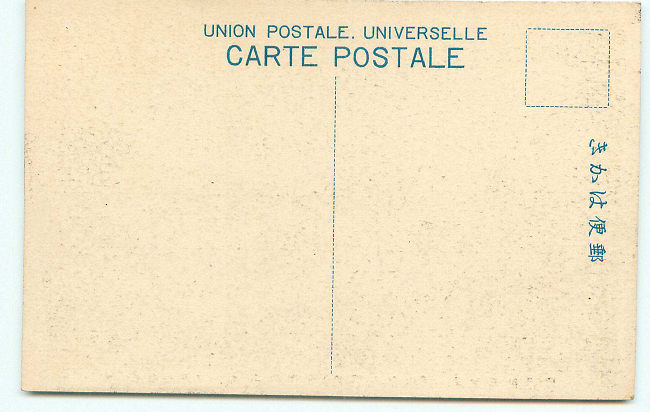 UNION POSTALE. UNIVERSELLE
CARTE POSTALE
きかは便郵